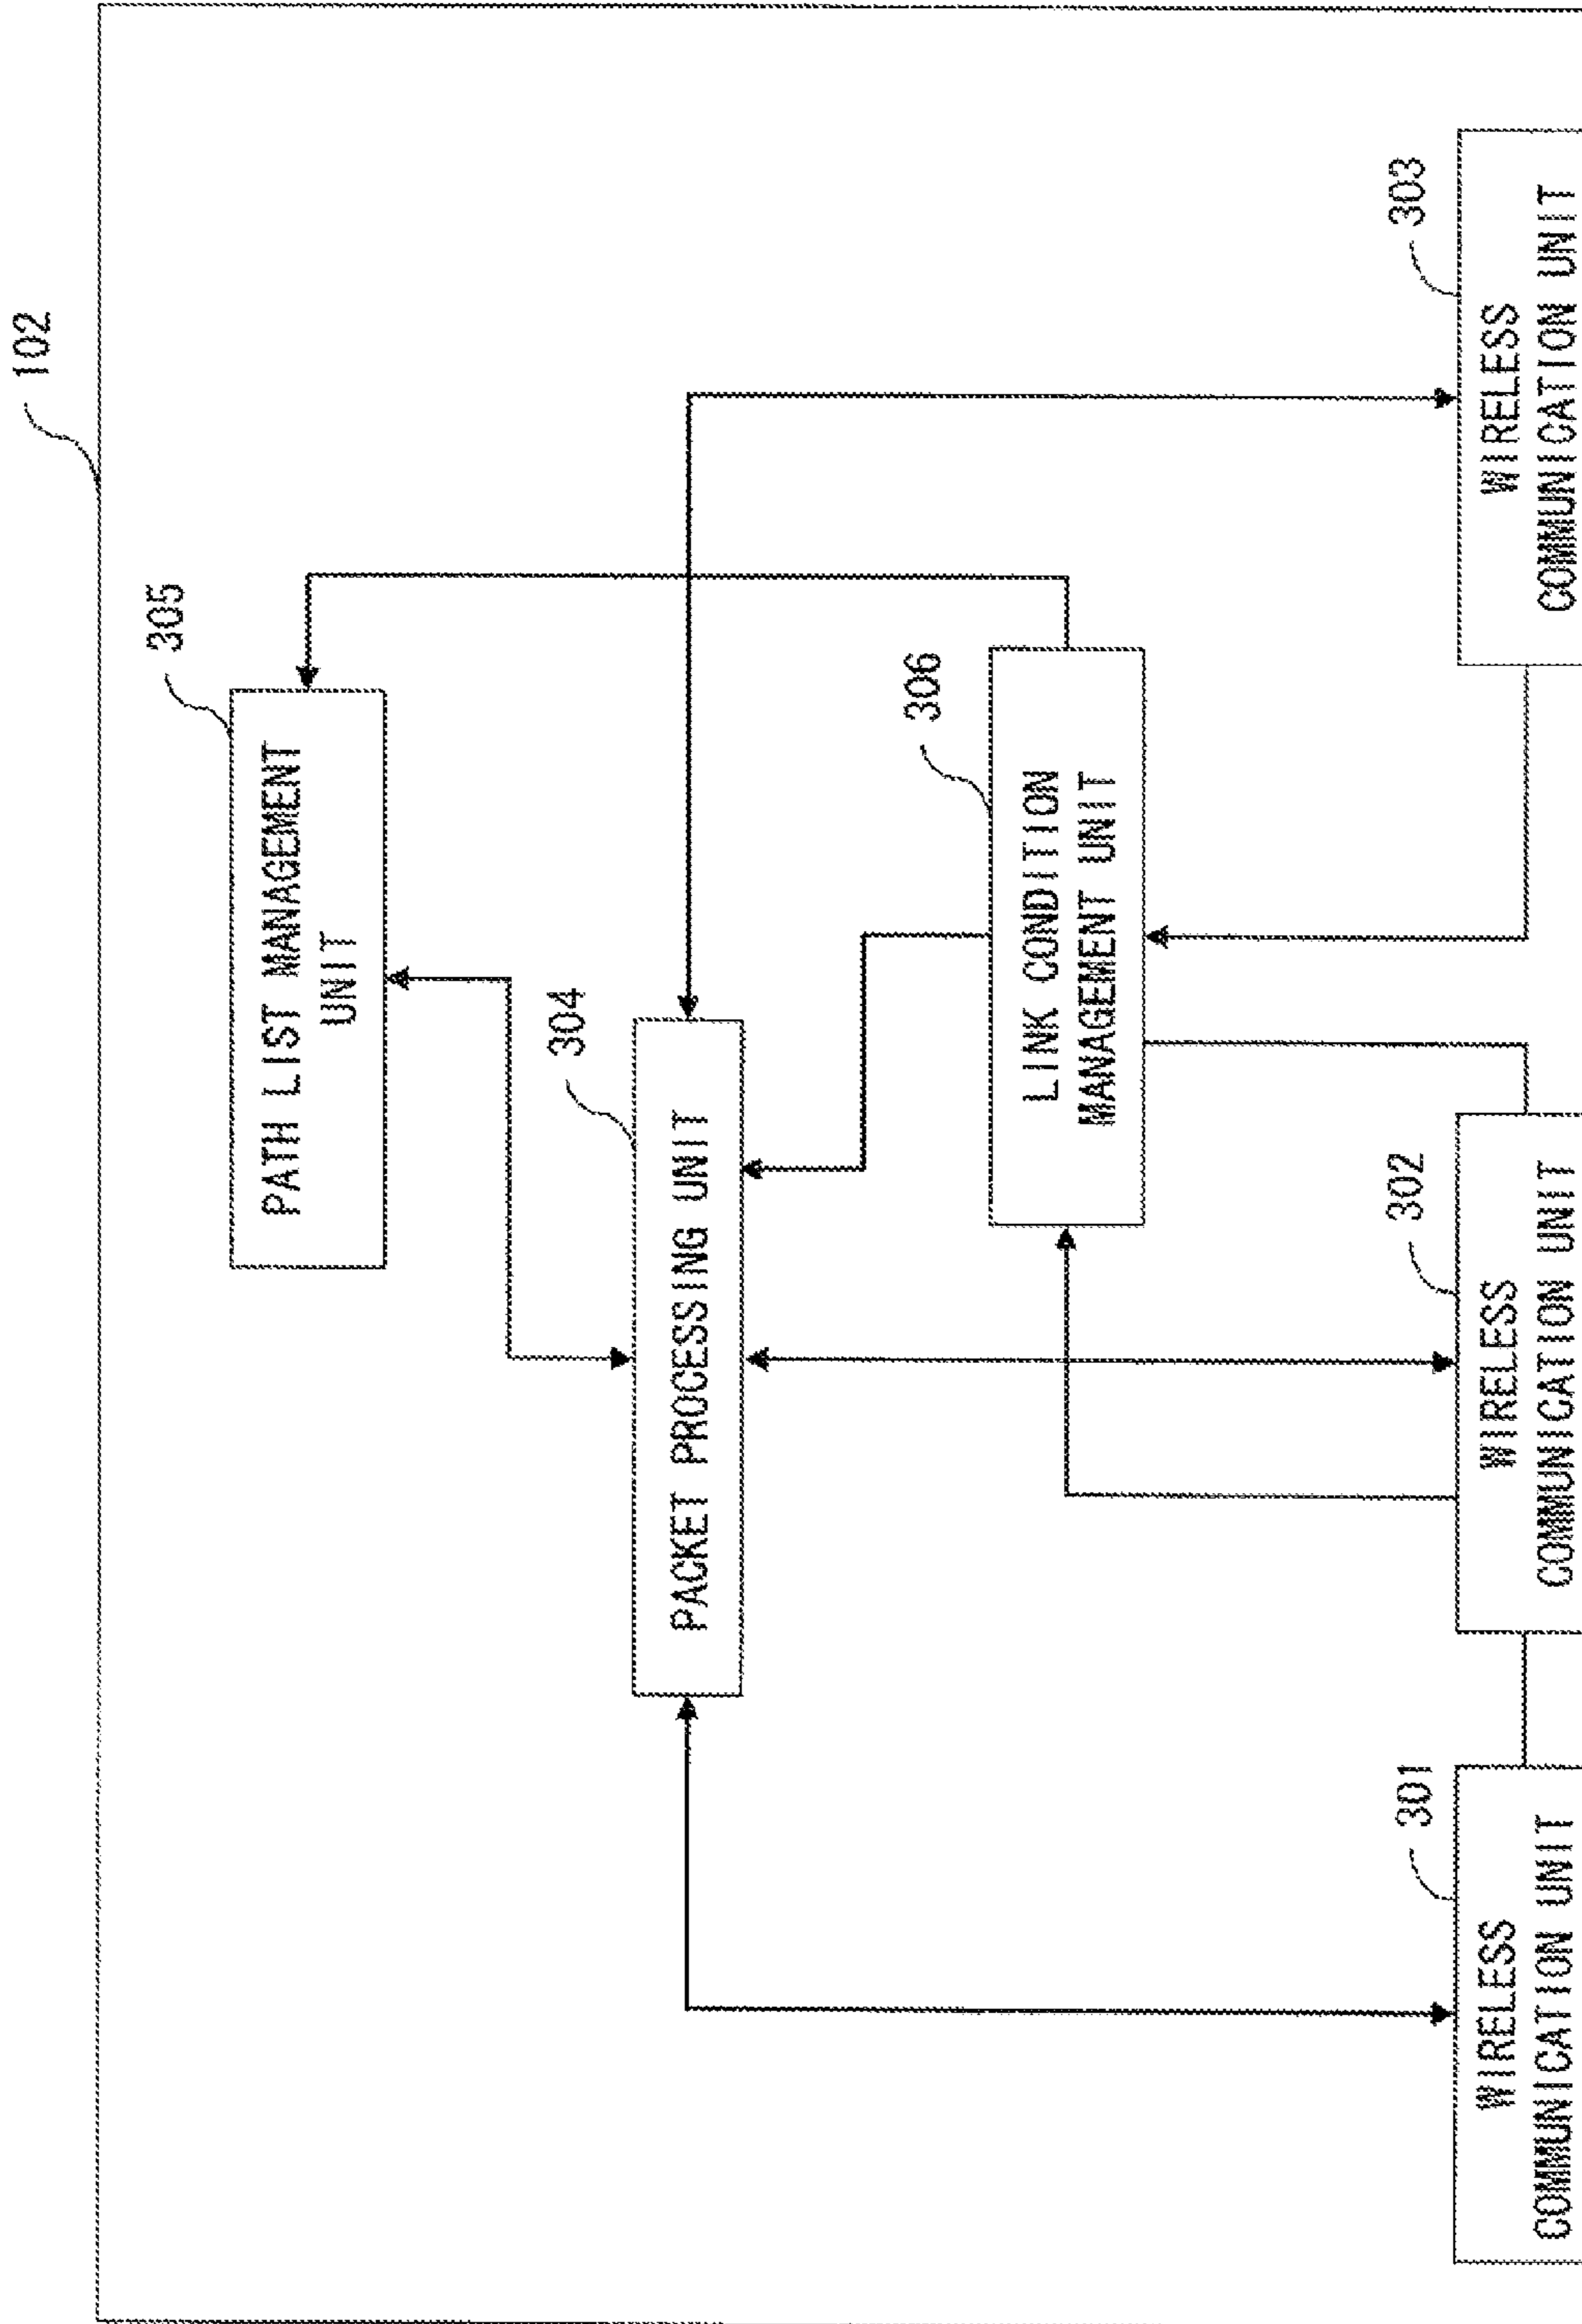 102
305
PATH LIST MANAGEMENT
UNIT
304
PACKET PROCESSING UNIT
306
LINK CONDITION
MANAGEMENT UNIT
301
WIRELESS
COMMUNICATION UNIT
302
WIRELESS
COMMUNICATION UNIT
303
WIRELESS
COMMUNICATION UNIT